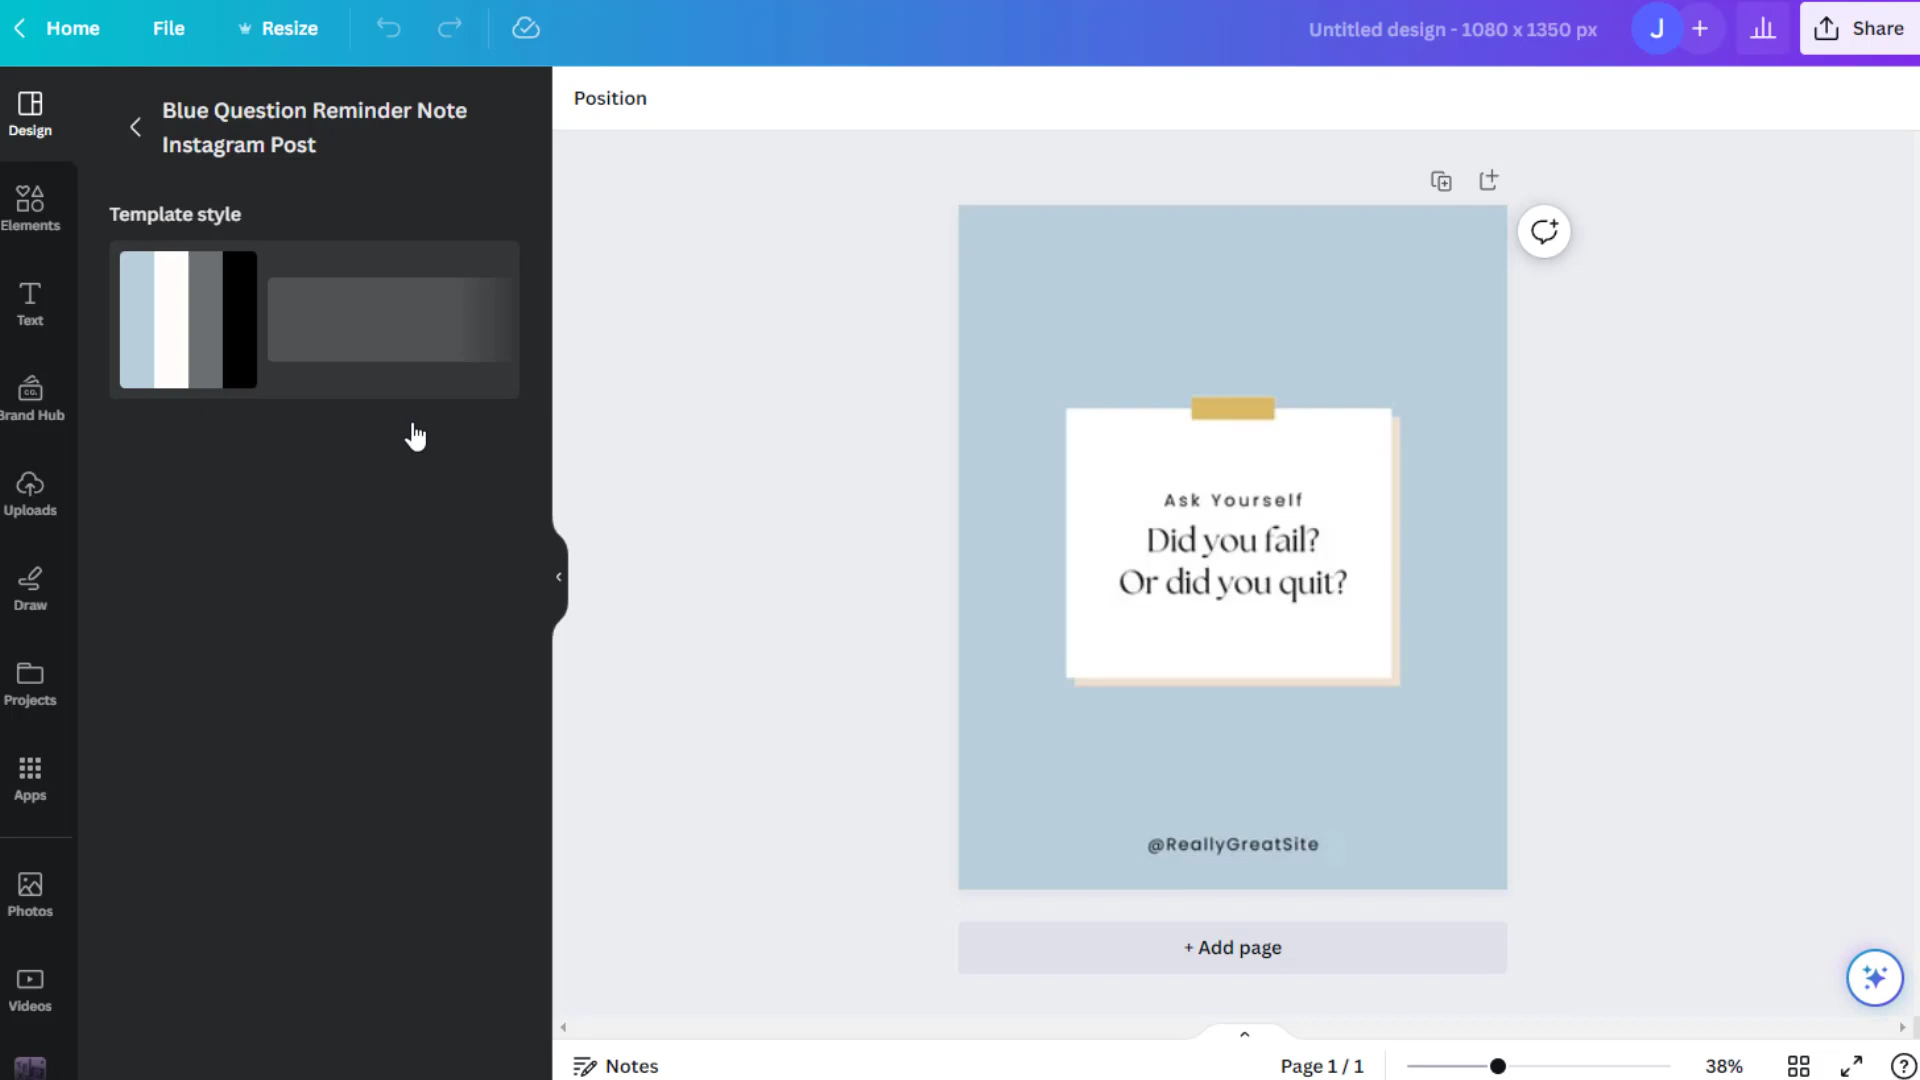 Home
File
Resize
Untitled design - 1080 x 1350 px
J
+
Share
Design
Elements
Text
CO.
Brand Hub
Uploads
Draw
Projects
Apps
Photos
Videos
Blue Question Reminder Note
Instagram Post
Template style
Position
Ask Yourself
Did you fail?
Or did you quit?
@ReallyGreatSite
+ Add page
Notes
Page 1 / 1
38%
?